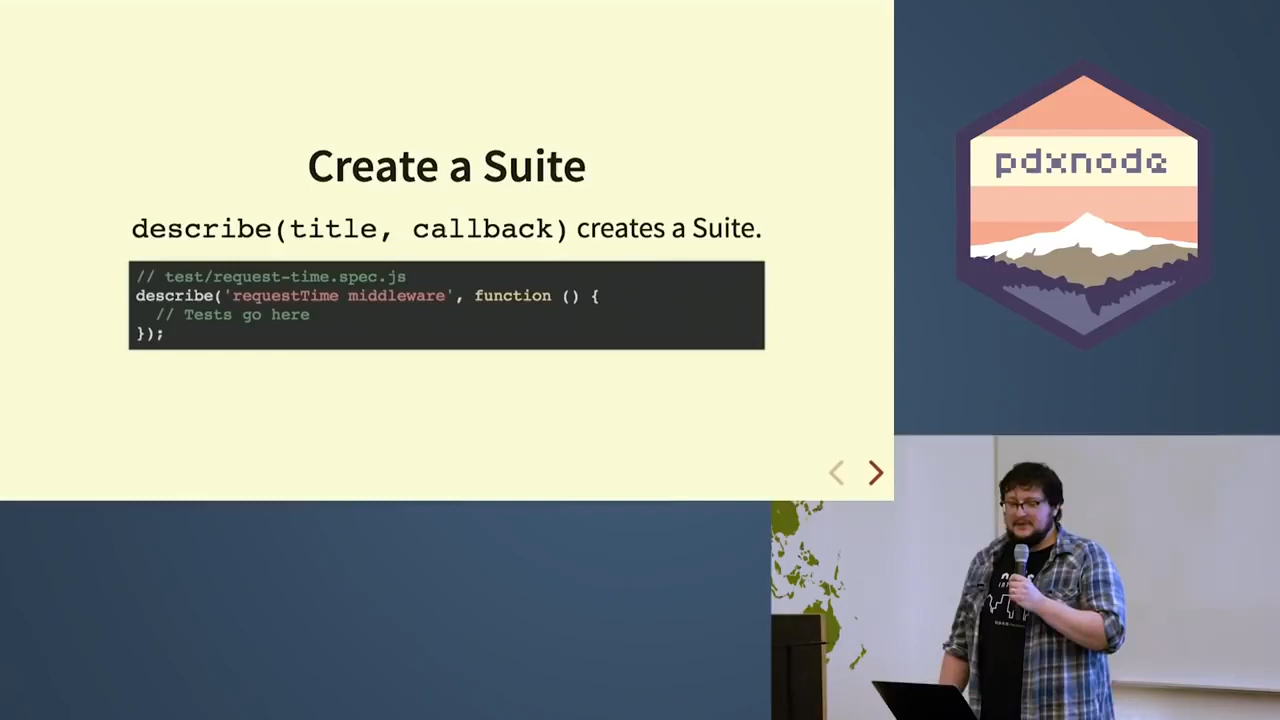 Create a Suite
describe(title, callback) creates a Suite.
// test/request-time.spec.js
describe('requestTime middleware', function () {
  // Tests go here
});
pdxnode